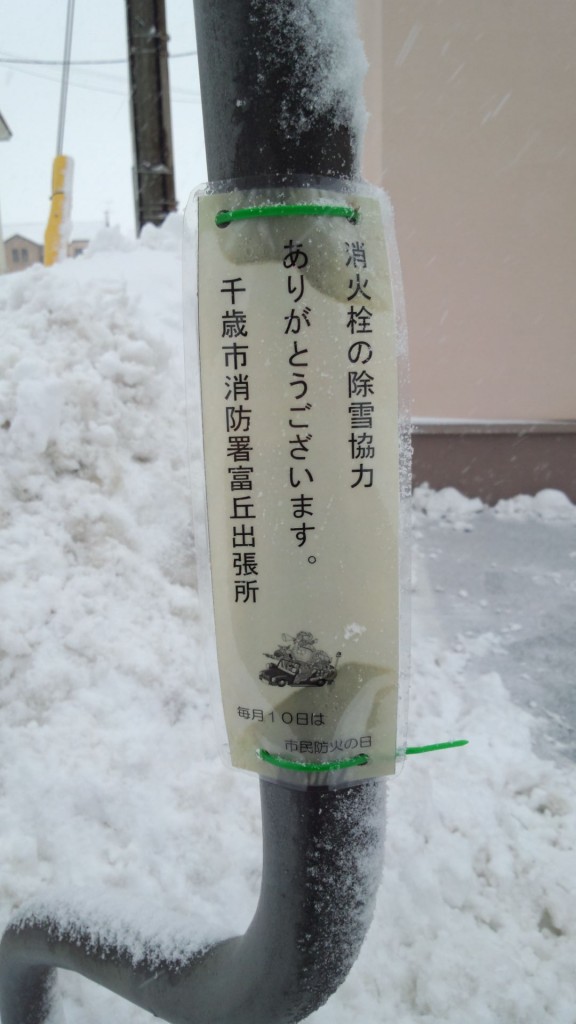 消火栓の除雪協力
ありがとうございます。
千歳市消防署富丘出張所
毎月10日は
市民防火の日